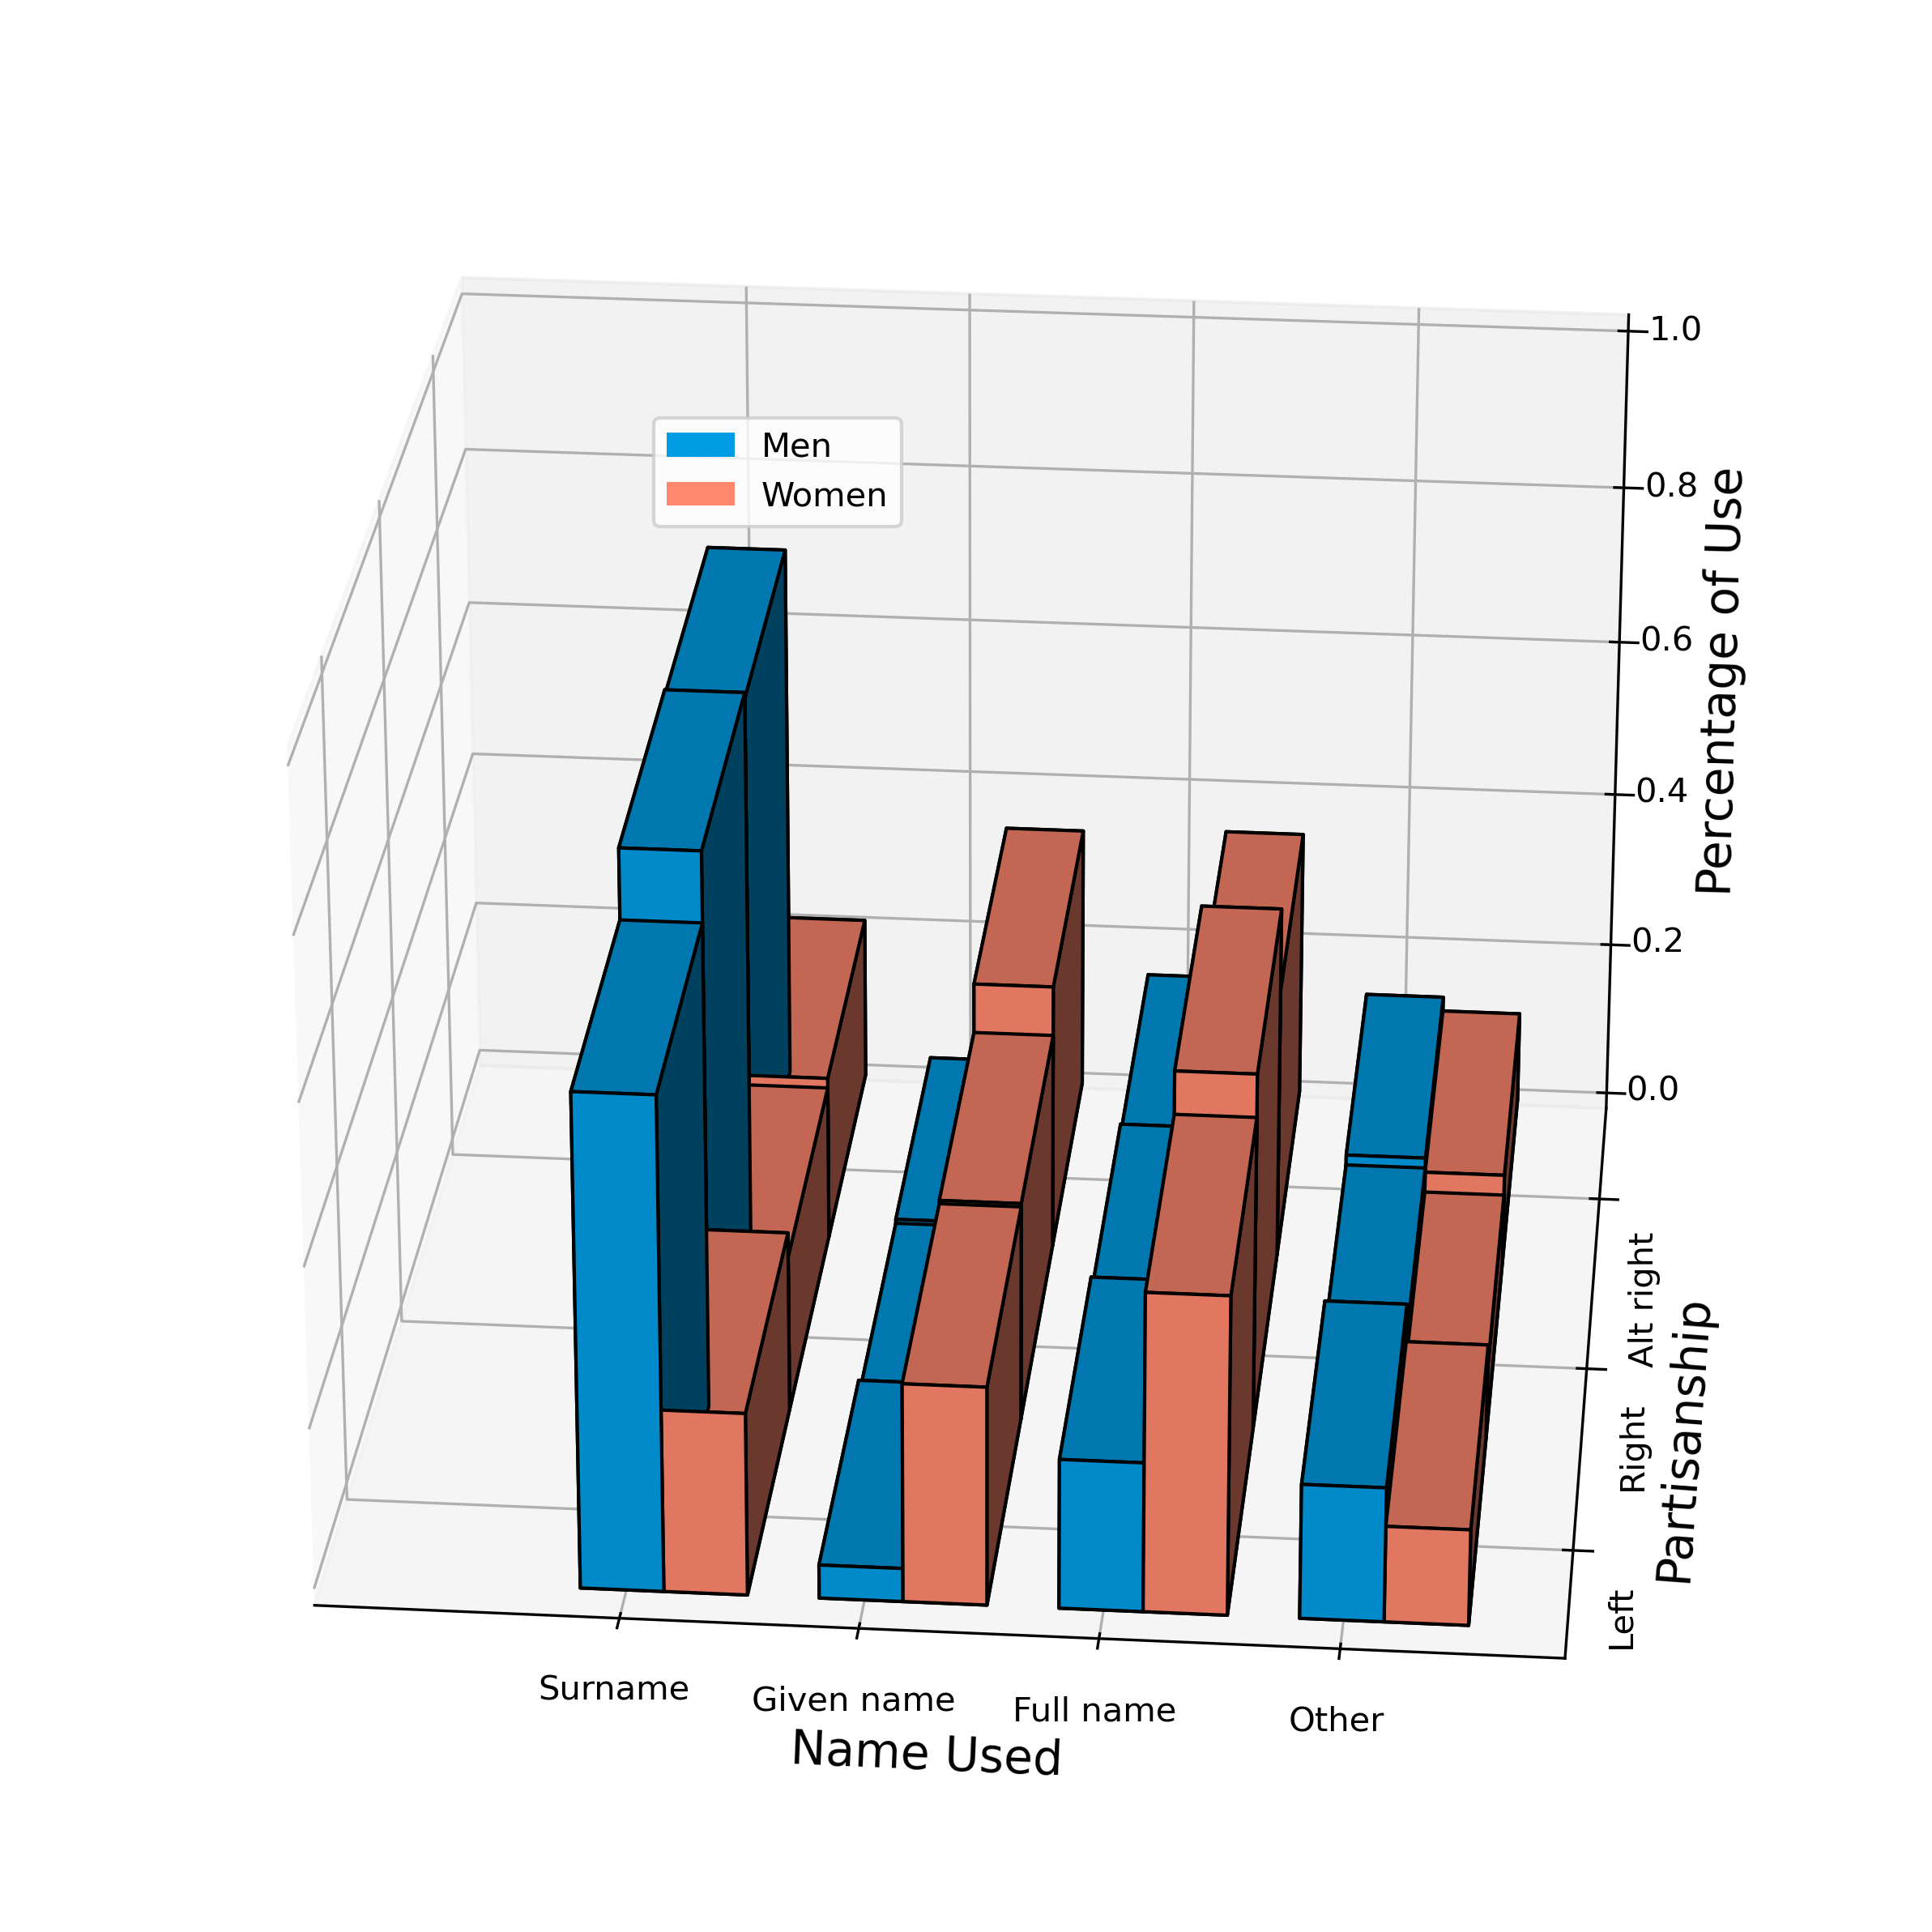 Men
Women
1.0
0.8
0.6
0.4
0.2
0.0
Percentage of Use
Alt right
Right
Left
Partisanship
Surname
Given name
Full name
Other
Name Used